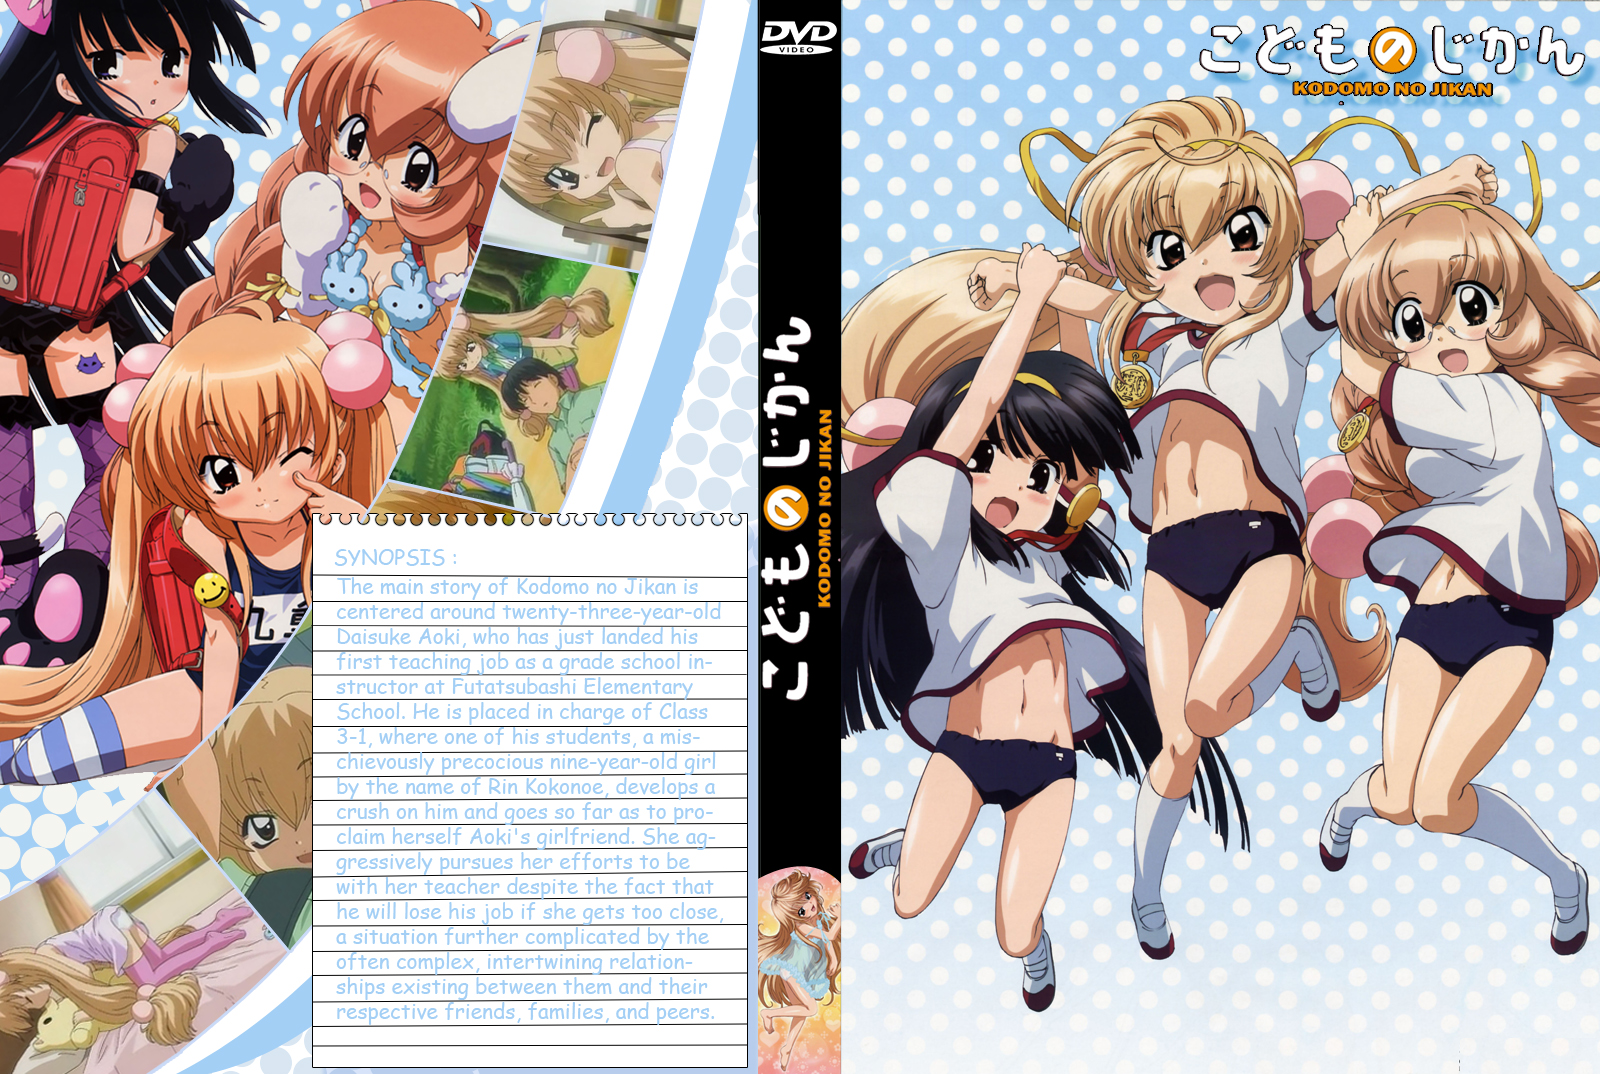 SYNOPSIS :
The main story of Kodomo no Jikan is
centered around twenty-three-year-old
Daisuke Aoki, who has just landed his
first teaching job as a grade school in-
structor at Futatsubashi Elementary
School. He is placed in charge of Class
3-1, where one of his students, a mis-
chievously precocious nine-year-old girl
by the name of Rin Kokonoe, develops a
crush on him and goes so far as to pro-
claim herself Aoki's girlfriend. She ag-
gressively pursues her efforts to be
with her teacher despite the fact that
he will lose his job if she gets too close,
a situation further complicated by the
often complex, intertwining relation-
ships existing between them and their
respective friends, families, and peers.
DVD
VIDEO
こどものじかん
KODOMO NO JIKAN
こどものじかん
KODOMO NO JIKAN